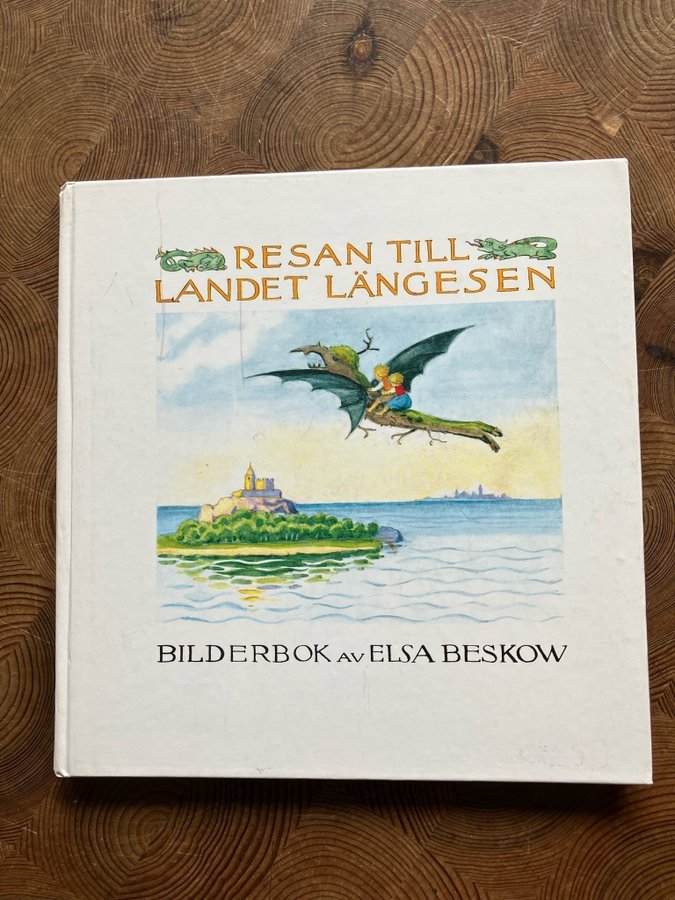 RESAN TILL
LANDET LÄNGESEN
BILDERBOK AV ELSA BESKOW